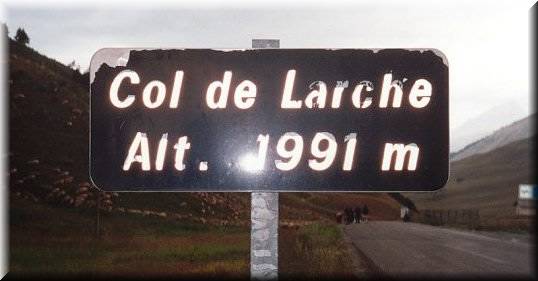 Col de Larche
Alt. 1991 m